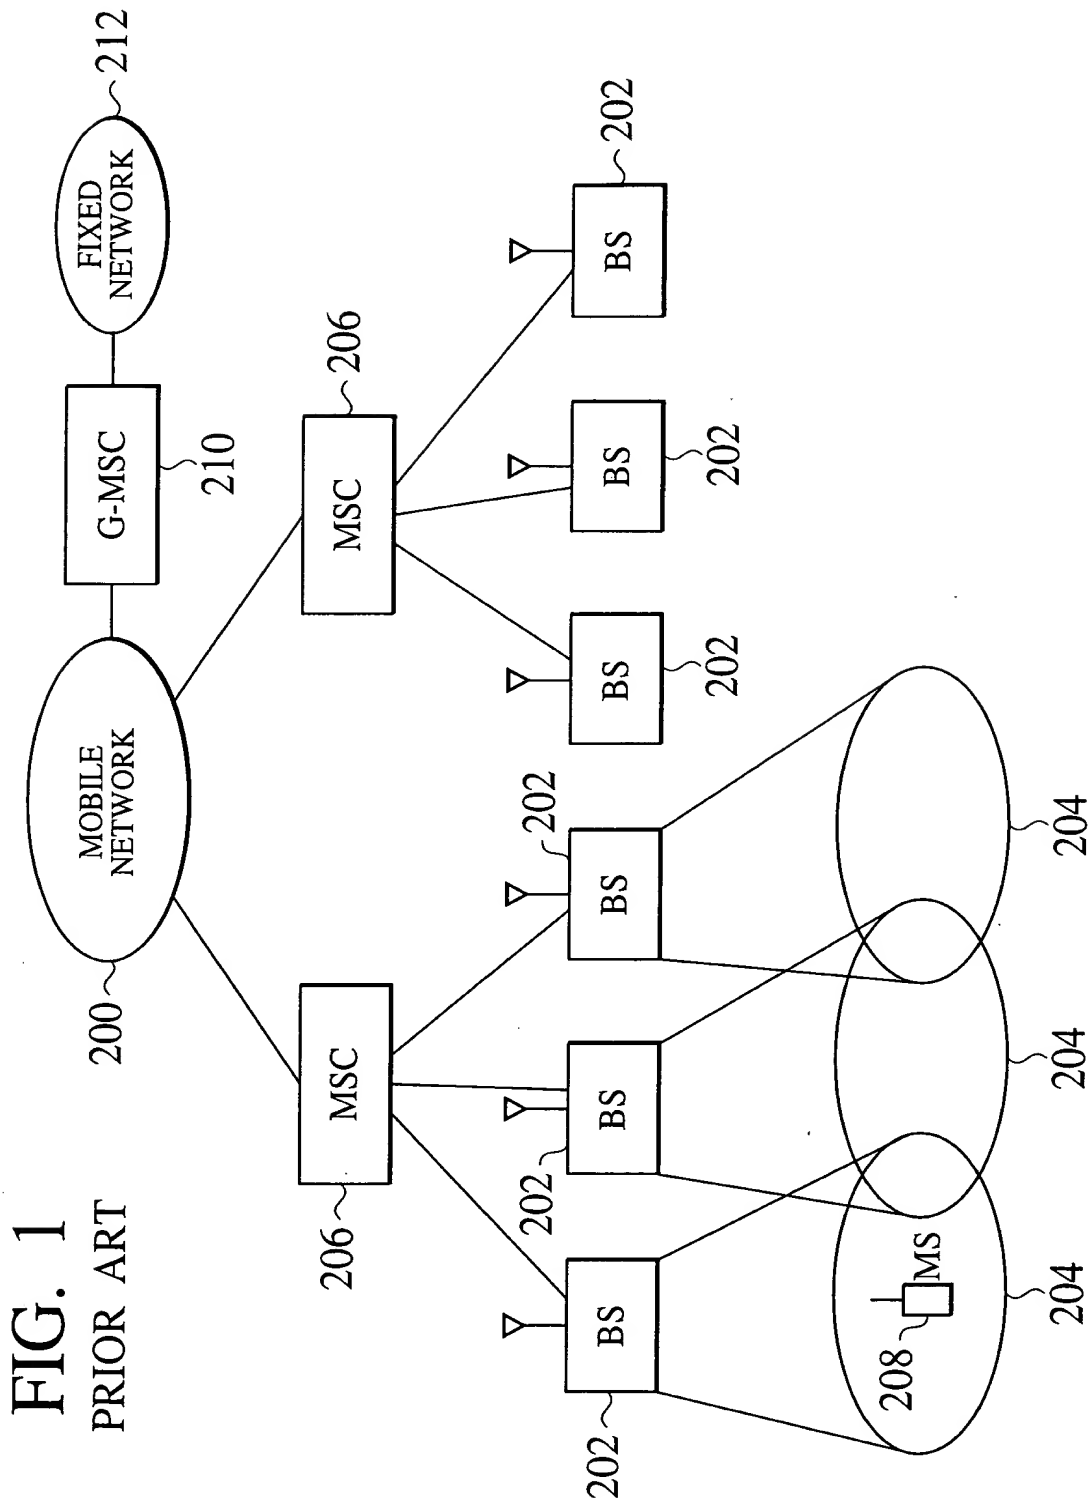 FIG. 1
PRIOR ART
200
MOBILE
NETWORK
G-MSC
210
FIXED
NETWORK
212
206
MSC
MSC
206
202
BS
202
BS
202
BS
BS
202
BS
202
BS
202
208
MS
204
204
204